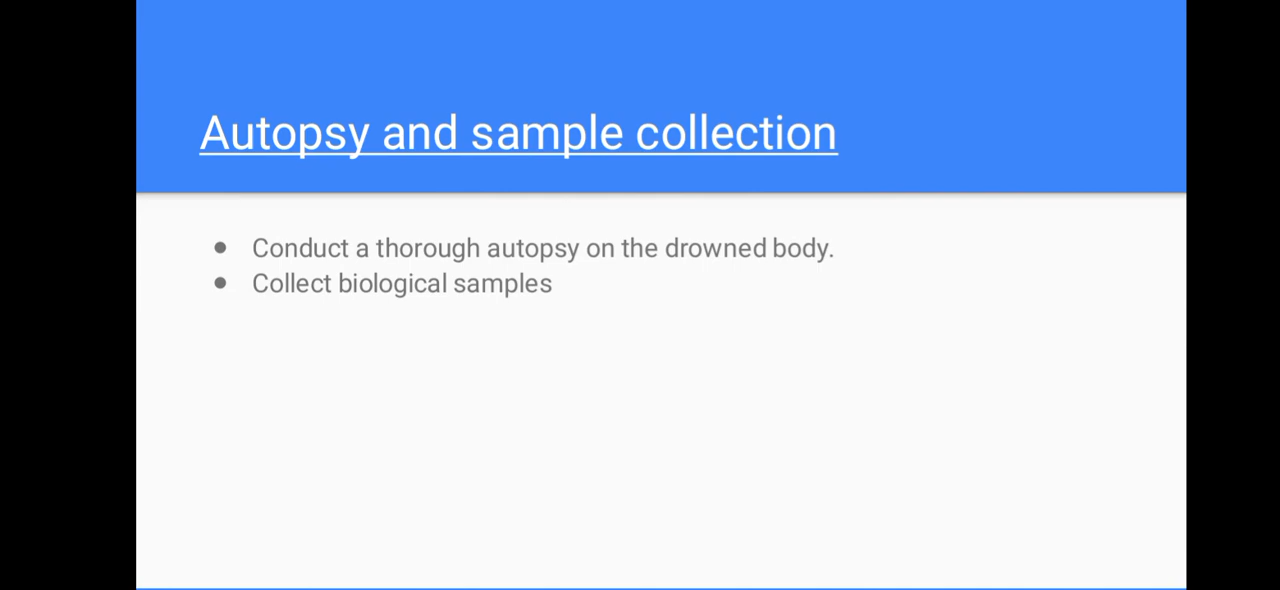 Autopsy and sample collection
● Conduct a thorough autopsy on the drowned body.
● Collect biological samples